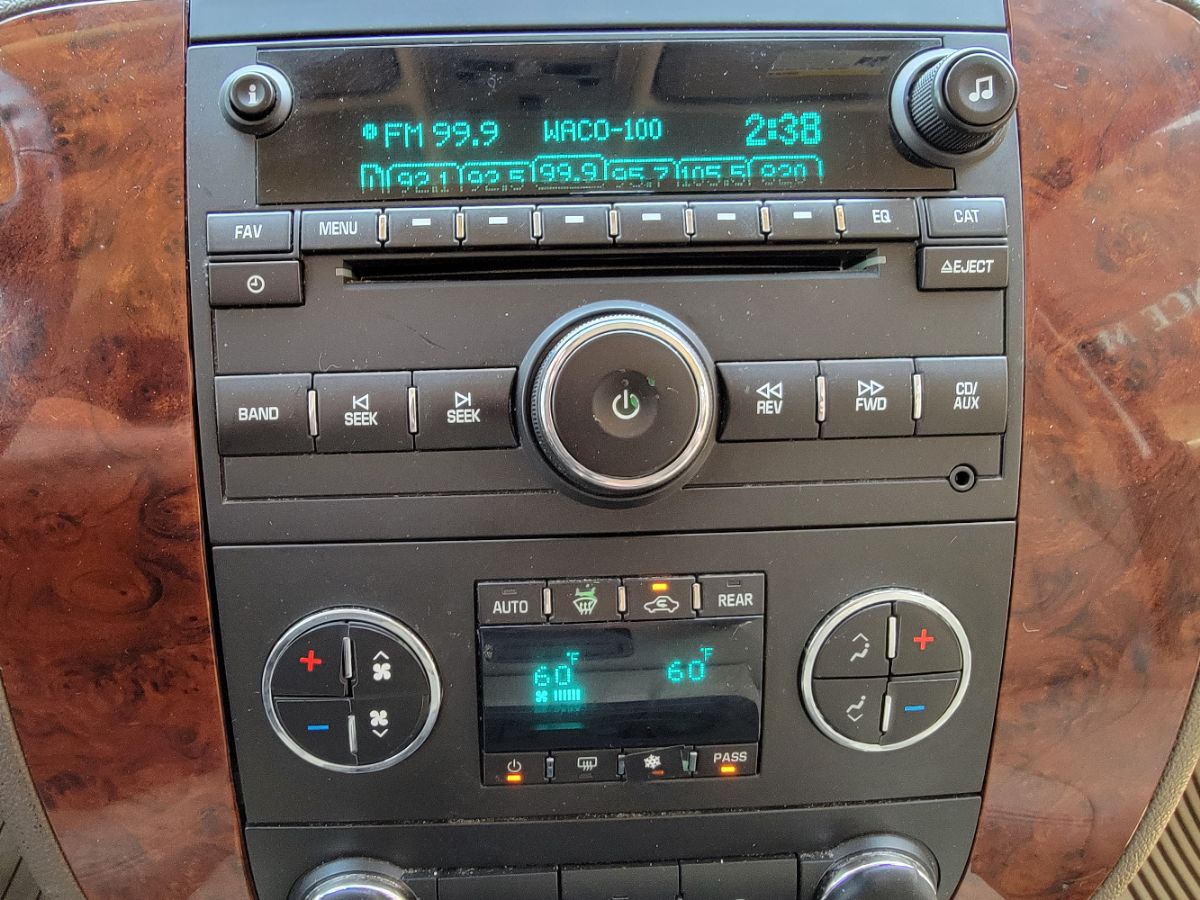 i
FM 99.9 WACO-100 2:38
92.1 92.5 99.9 95.7 105.5 820
FAV MENU EQ CAT
EJECT
BAND SEEK SEEK REV FWD CD/
AUX
AUTO REAR
60°F 60°F
PASS